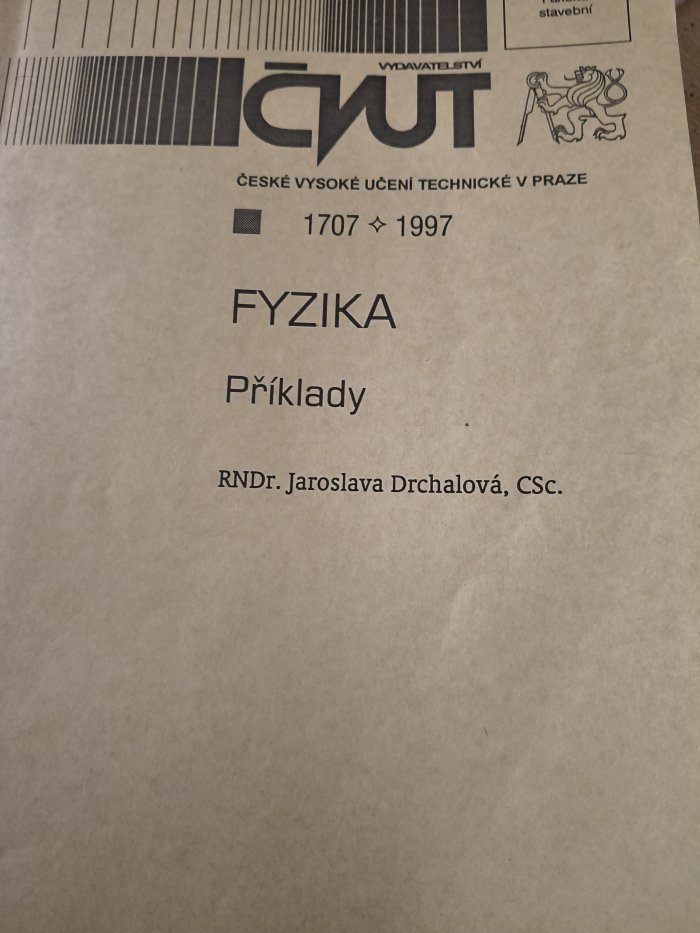 stavební
VYDAVATELSTVÍ
ČVUT
ČESKÉ VYSOKÉ UČENÍ TECHNICKÉ V PRAZE
1707 ✧ 1997
FYZIKA
Příklady
RNDr. Jaroslava Drchalová, CSc.